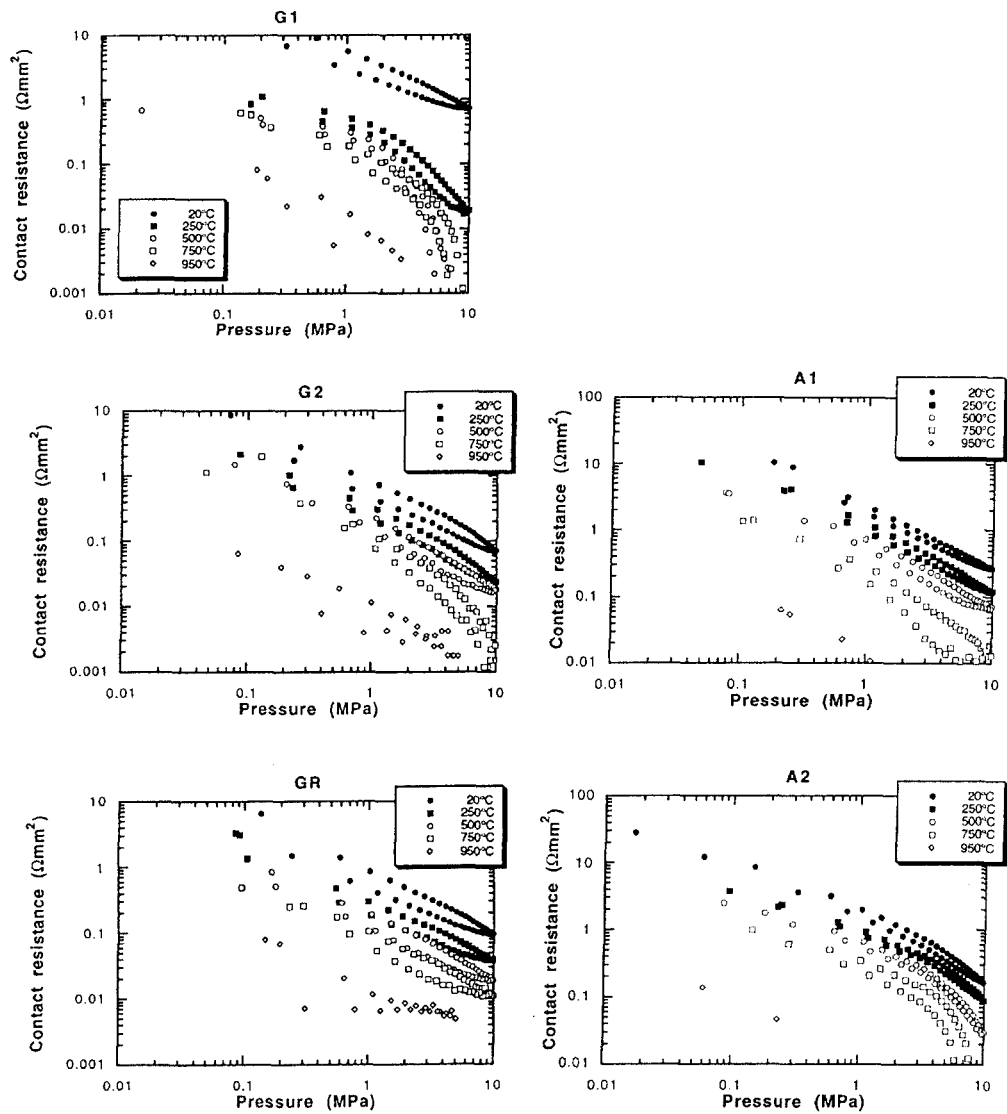 G1
Contact resistance (Ωmm²)
10
1
0.1
0.01
0.001
20°C
250°C
500°C
750°C
950°C
0.01 0.1 1 10
Pressure (MPa)
G2
Contact resistance (Ωmm²)
10
1
0.1
0.01
0.001
20°C
250°C
500°C
750°C
950°C
0.01 0.1 1 10
Pressure (MPa)
A1
Contact resistance (Ωmm²)
100
10
1
0.1
0.01
20°C
250°C
500°C
750°C
950°C
0.01 0.1 1 10
Pressure (MPa)
GR
Contact resistance (Ωmm²)
10
1
0.1
0.01
0.001
20°C
250°C
500°C
750°C
950°C
0.01 0.1 1 10
Pressure (MPa)
A2
Contact resistance (Ωmm²)
100
10
1
0.1
0.01
20°C
250°C
500°C
750°C
950°C
0.01 0.1 1 10
Pressure (MPa)